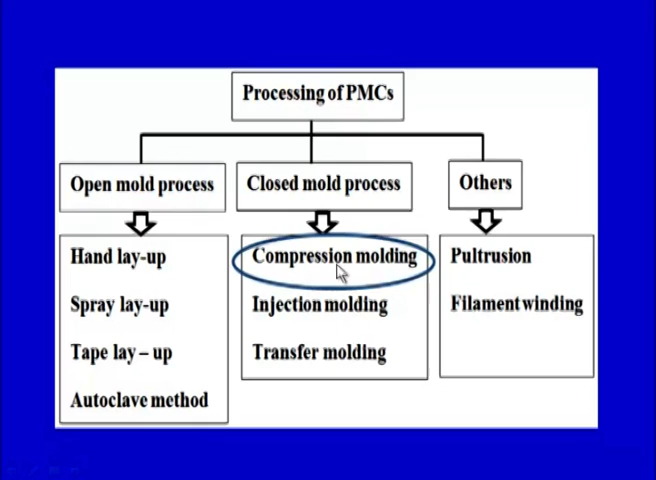 Processing of PMCs
Open mold process
Closed mold process
Others
Hand lay-up
Spray lay-up
Tape lay – up
Autoclave method
Compression molding
Injection molding
Transfer molding
Pultrusion
Filament winding